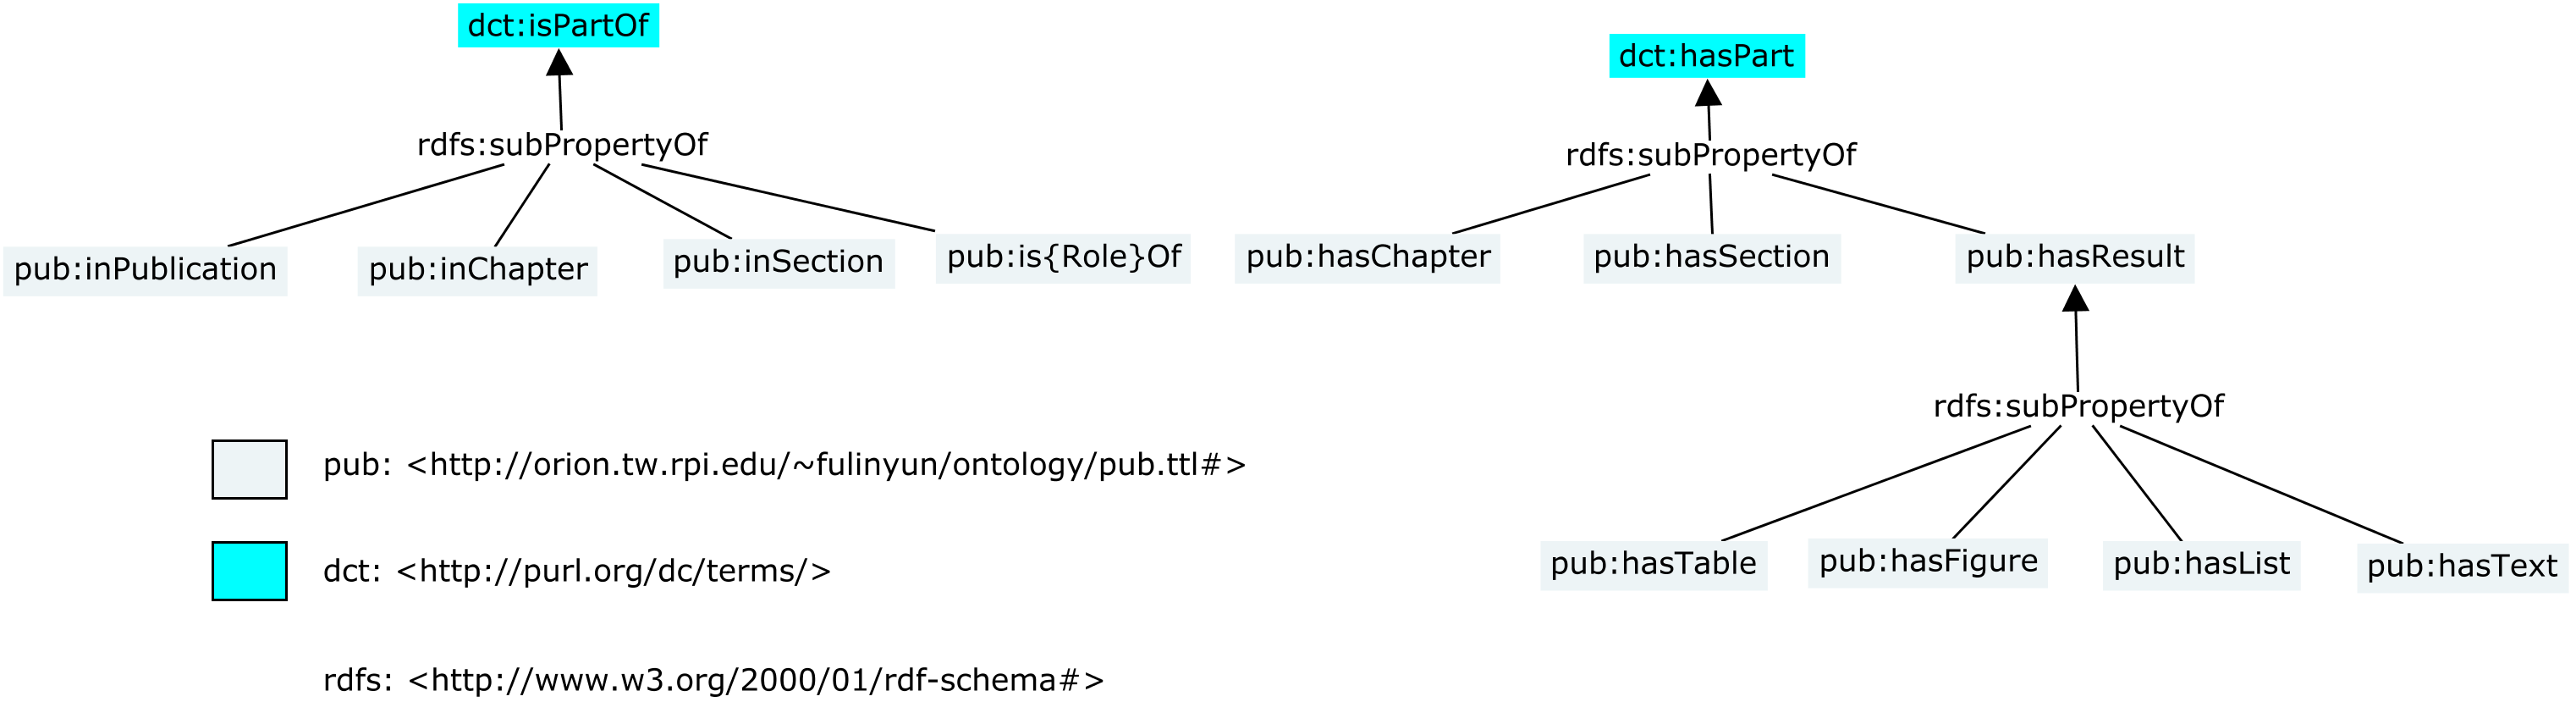 dct:isPartOf
dct:hasPart
rdfs:subPropertyOf
rdfs:subPropertyOf
pub:inPublication
pub:inChapter
pub:inSection
pub:is{Role}Of
pub:hasChapter
pub:hasSection
pub:hasResult
rdfs:subPropertyOf
pub: <http://orion.tw.rpi.edu/~fulinyun/ontology/pub.ttl#>
pub:hasTable
pub:hasFigure
pub:hasList
pub:hasText
dct: <http://purl.org/dc/terms/>
rdfs: <http://www.w3.org/2000/01/rdf-schema#>